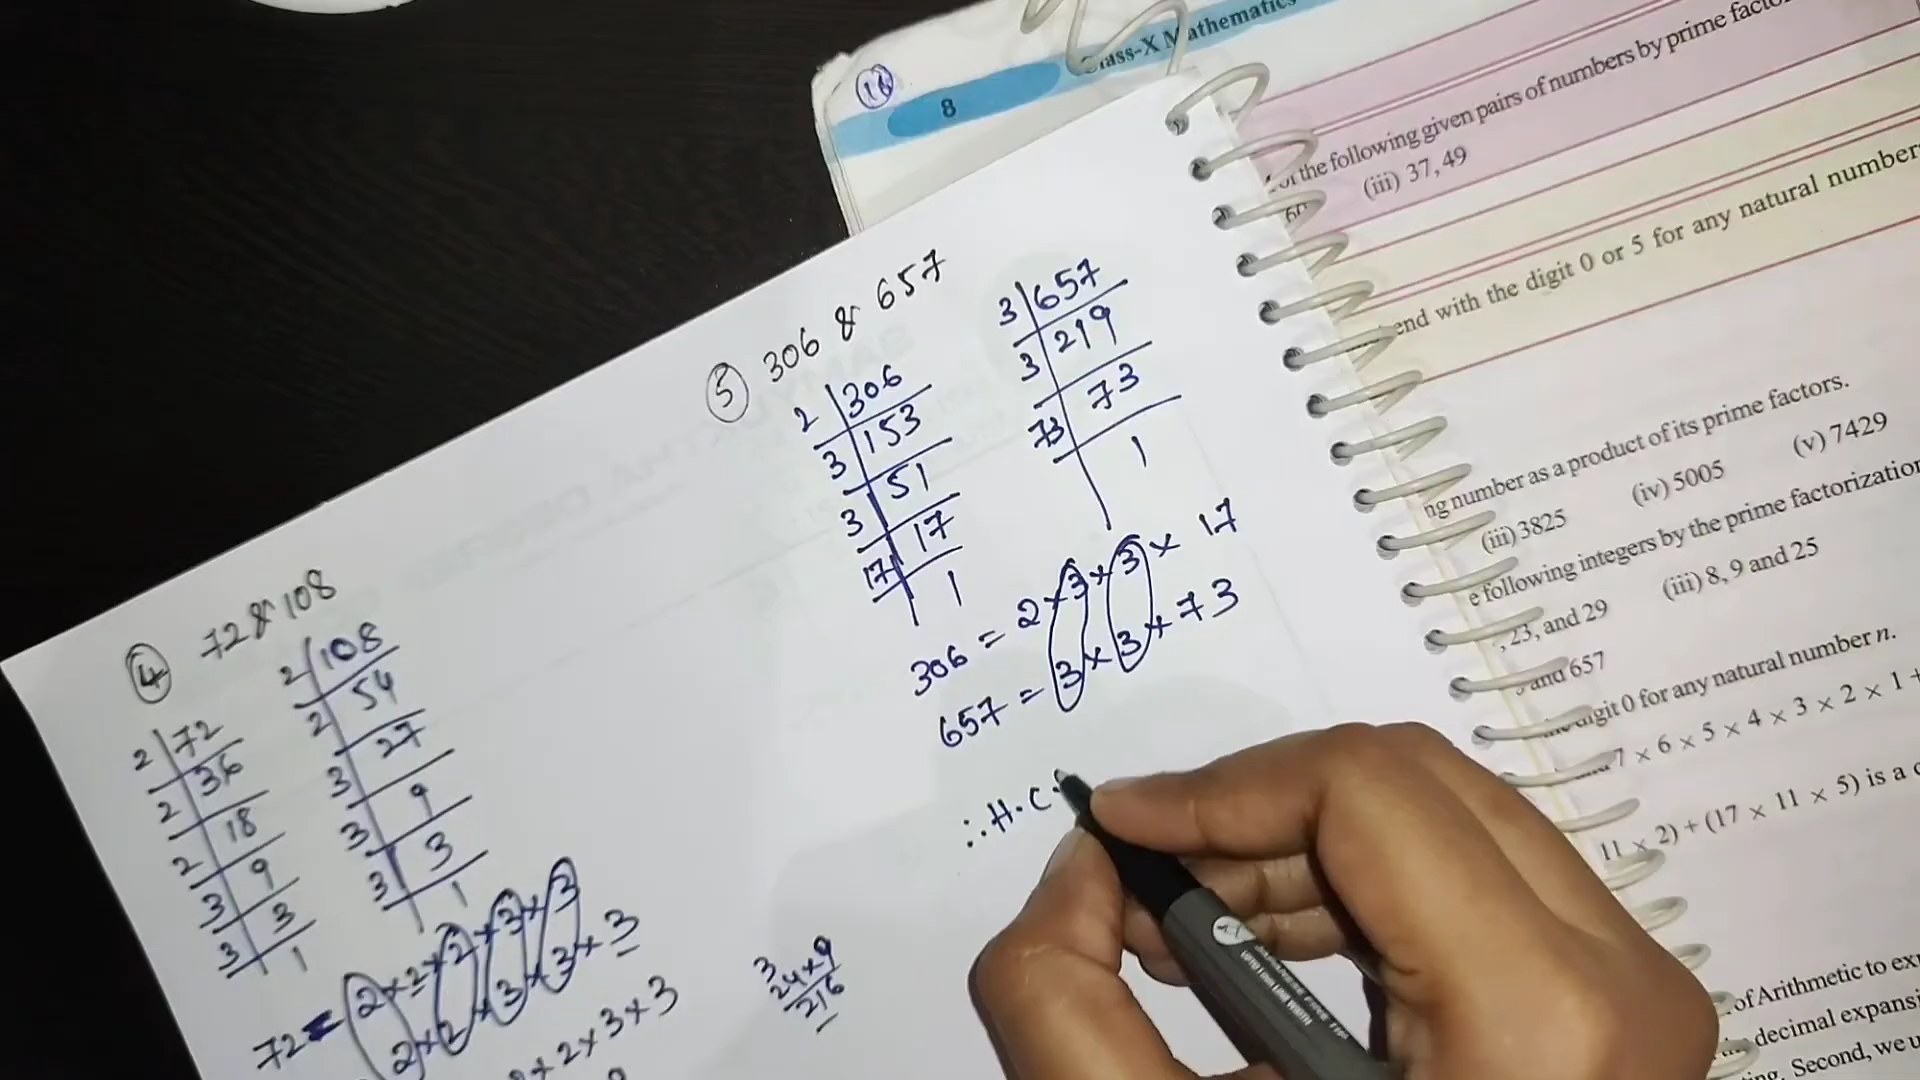 16
8
Class-X Mathematics
of the following given pairs of numbers by prime
60
(iii) 37, 49
end with the digit 0 or 5 for any natural number
ng number as a product of its prime factors.
(iii) 3825
(iv) 5005
(v) 7429
following integers by the prime factorization
, 23, and 29
(iii) 8, 9 and 25
and 657
digit 0 for any natural number n.
7 × 6 × 5 × 4 × 3 × 2 × 1 +
11 × 2) + (17 × 11 × 5) is a
of Arithmetic to
decimal
Second, we
5 306 & 657
2 306
3 153
3 51
17 17
1
3 657
3 219
73 73
1
306 = 2 × 3 × 3 × 17
657 = 3 × 3 × 73
∴ H.C.
4 72 & 108
2 72
2 36
2 18
3 9
3 3
1
2 108
2 54
3 27
3 9
3 3
1
72 = 2 × 2 × 2 × 3 × 3
2 × 2 × 3 × 3 × 3
× 2 × 3 × 3
3
24 × 9
216